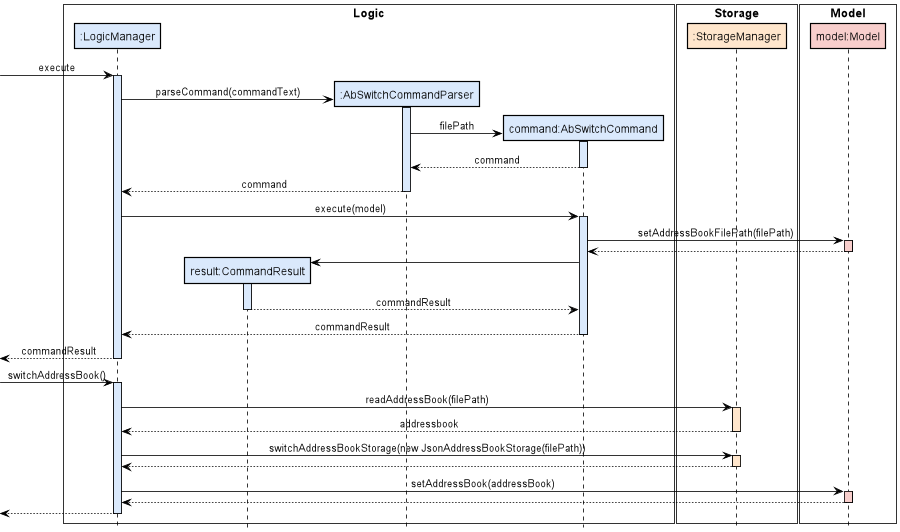 Logic
Storage
Model
:LogicManager
:StorageManager
model:Model
execute
parseCommand(commandText)
:AbSwitchCommandParser
filePath
command:AbSwitchCommand
command
command
execute(model)
setAddressBookFilePath(filePath)
result:CommandResult
commandResult
commandResult
commandResult
switchAddressBook()
readAddressBook(filePath)
addressbook
switchAddressBookStorage(new JsonAddressBookStorage(filePath))
setAddressBook(addressBook)